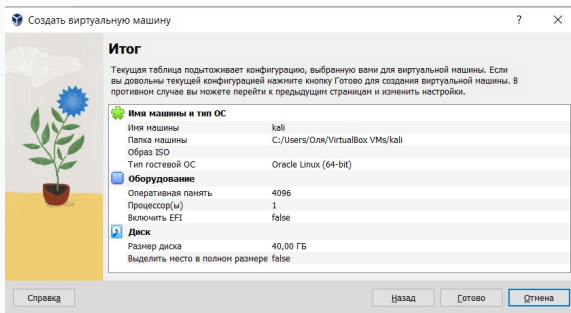 Создать виртуальную машину
?
Итог
Текущая таблица подытоживает конфигурацию, выбранную вами для виртуальной машины. Если
вы довольны текущей конфигурацией нажмите кнопку Готово для создания виртуальной машины. В
противном случае вы можете перейти к предыдущим страницам и изменить настройки.
Имя машины и тип ОС
Имя машины kali
Папка машины C:/Users/Оля/VirtualBox VMs/kali
Образ ISO
Тип гостевой ОС Oracle Linux (64-bit)
Оборудование
Оперативная память 4096
Процессор(ы) 1
Включить EFI false
Диск
Размер диска 40,00 ГБ
Выделить место в полном размере false
Справка Назад Готово Отмена